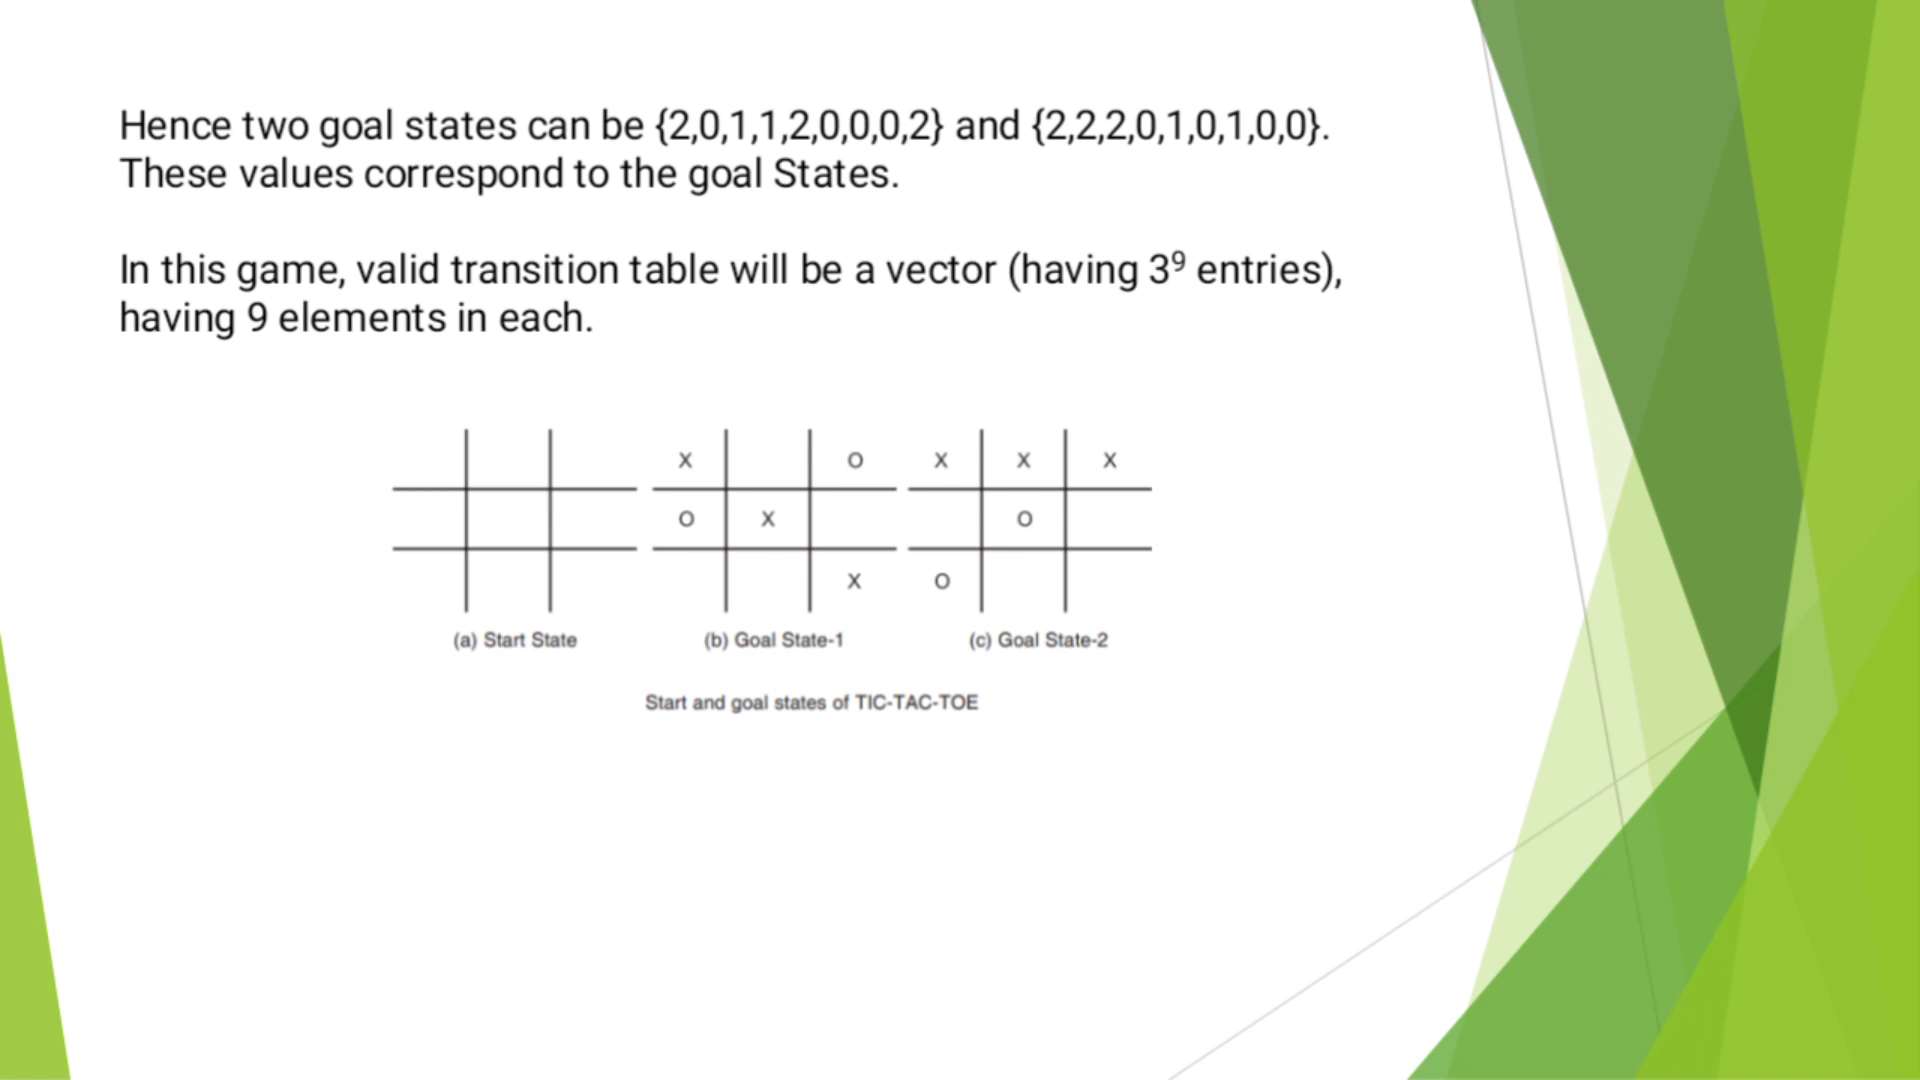 Hence two goal states can be {2,0,1,1,2,0,0,0,2} and {2,2,2,0,1,0,1,0,0}.
These values correspond to the goal States.
In this game, valid transition table will be a vector (having 3⁹ entries),
having 9 elements in each.
X O X X X
O X O
X O
(a) Start State (b) Goal State-1 (c) Goal State-2
Start and goal states of TIC-TAC-TOE